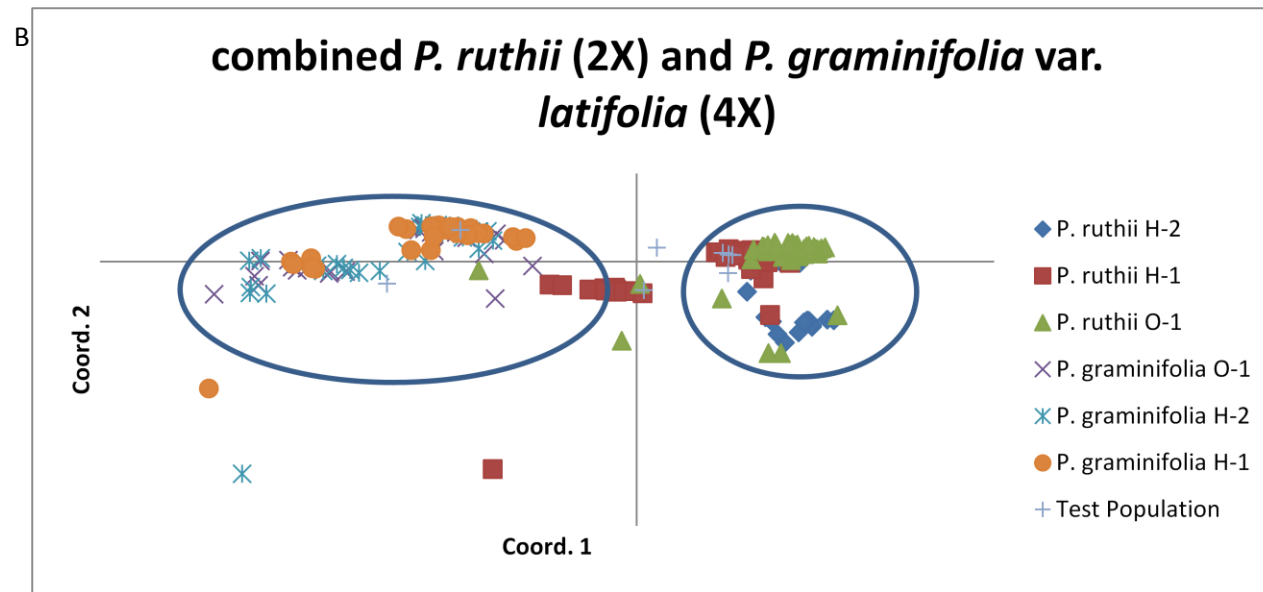 B
combined P. ruthii (2X) and P. graminifolia var.
latifolia (4X)
Coord. 2
Coord. 1
P. ruthii H-2
P. ruthii H-1
P. ruthii O-1
P. graminifolia O-1
P. graminifolia H-2
P. graminifolia H-1
Test Population